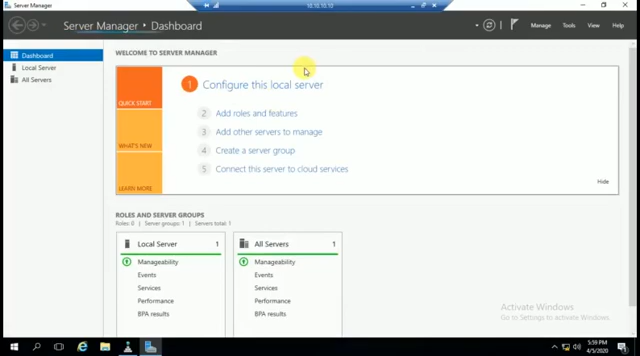 Server Manager
10.10.10.10
Server Manager · Dashboard
Manage Tools View Help
Dashboard
Local Server
All Servers
WELCOME TO SERVER MANAGER
QUICK START
WHAT'S NEW
LEARN MORE
1 Configure this local server
2 Add roles and features
3 Add other servers to manage
4 Create a server group
5 Connect this server to cloud services
Hide
ROLES AND SERVER GROUPS
Roles: 0 | Server groups: 1 | Servers total: 1
Local Server 1
Manageability
Events
Services
Performance
BPA results
All Servers 1
Manageability
Events
Services
Performance
BPA results
Activate Windows
Go to Settings to activate Windows.
5:59 PM
4/5/2020